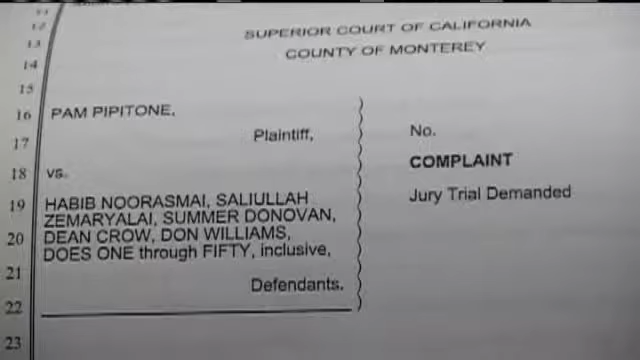 11
12
13
14
15
16
17
18
19
20
21
22
23
SUPERIOR COURT OF CALIFORNIA
COUNTY OF MONTEREY
PAM PIPITONE,
Plaintiff,
vs.
HABIB NOORASMAI, SALIULLAH
ZEMARYALAI, SUMMER DONOVAN,
DEAN CROW, DON WILLIAMS,
DOES ONE through FIFTY, inclusive,
Defendants.
No.
COMPLAINT
Jury Trial Demanded